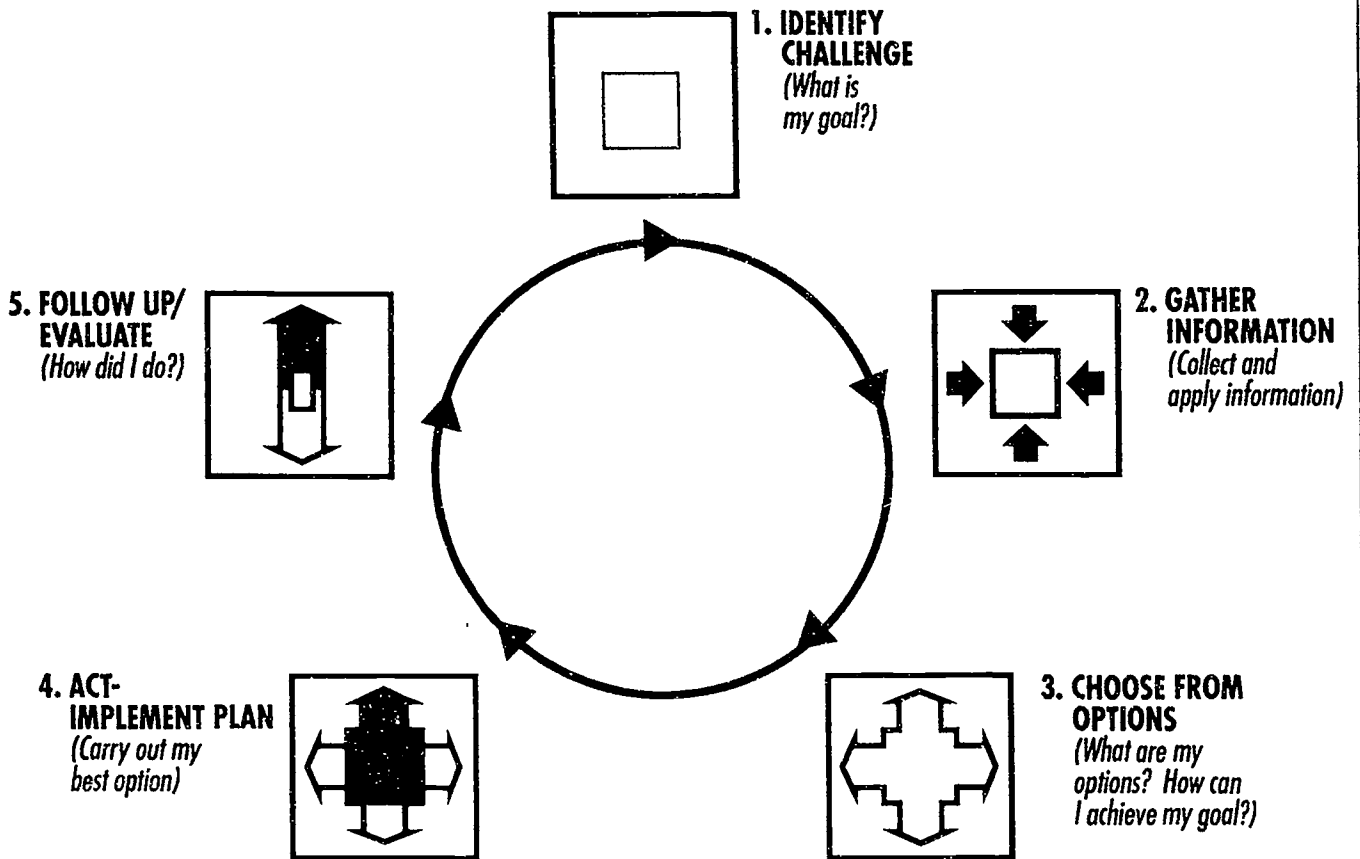 1. IDENTIFY
CHALLENGE
(What is
my goal?)
2. GATHER
INFORMATION
(Collect and
apply information)
3. CHOOSE FROM
OPTIONS
(What are my
options? How can
I achieve my goal?)
4. ACT-
IMPLEMENT PLAN
(Carry out my
best option)
5. FOLLOW UP/
EVALUATE
(How did I do?)